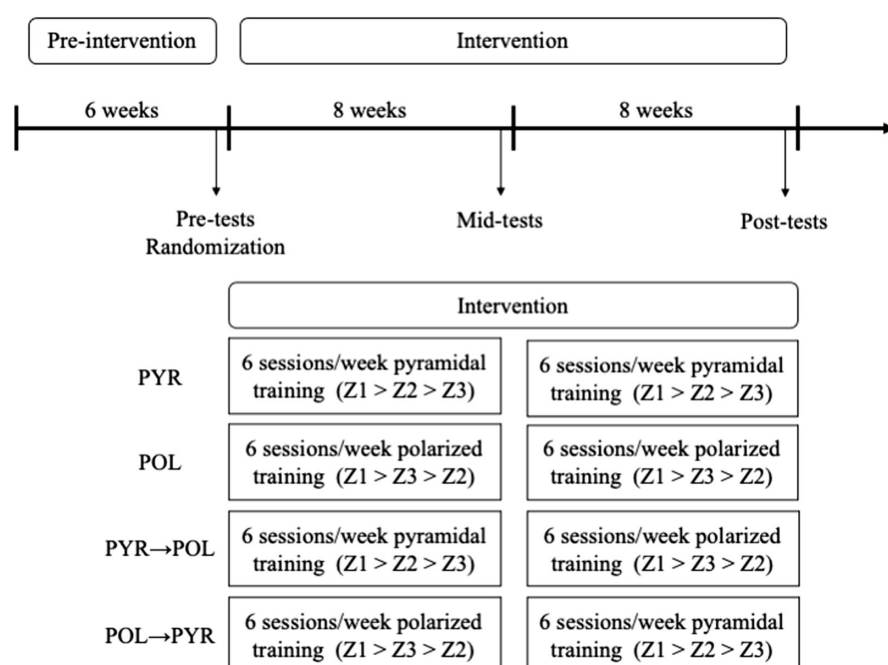 Pre-intervention
Intervention
6 weeks
8 weeks
8 weeks
Pre-tests
Randomization
Mid-tests
Post-tests
Intervention
PYR
6 sessions/week pyramidal
training (Z1 > Z2 > Z3)
6 sessions/week pyramidal
training (Z1 > Z2 > Z3)
POL
6 sessions/week polarized
training (Z1 > Z3 > Z2)
6 sessions/week polarized
training (Z1 > Z3 > Z2)
PYR→POL
6 sessions/week pyramidal
training (Z1 > Z2 > Z3)
6 sessions/week polarized
training (Z1 > Z3 > Z2)
POL→PYR
6 sessions/week polarized
training (Z1 > Z3 > Z2)
6 sessions/week pyramidal
training (Z1 > Z2 > Z3)